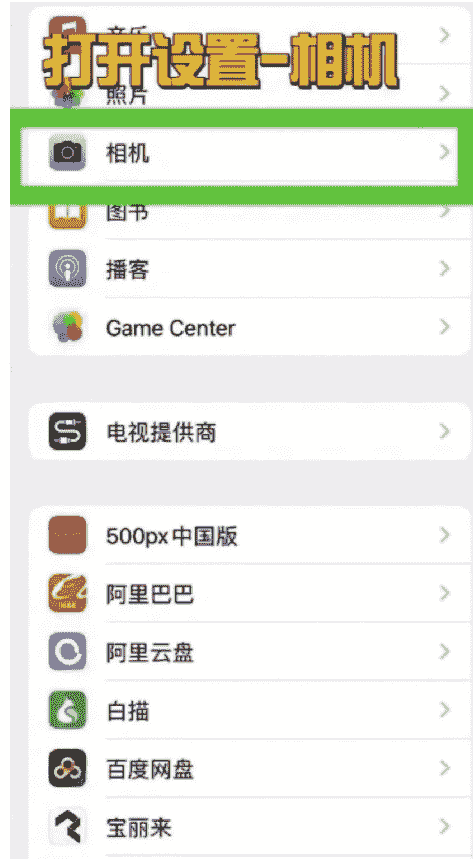 音乐
打开设置-相机
照片
相机
图书
播客
Game Center
电视提供商
500px中国版
阿里巴巴
阿里云盘
白描
百度网盘
宝丽来